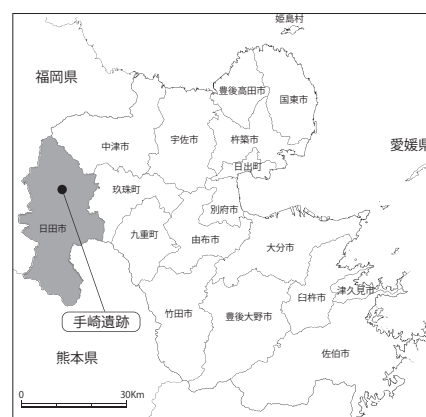 姫島村
福岡県
豊後高田市
国東市
中津市
宇佐市
杵築市
愛媛県
日出町
玖珠町
別府市
日田市
九重町
由布市
大分市
津久見市
臼杵市
竹田市
豊後大野市
手崎遺跡
佐伯市
熊本県
0 30Km